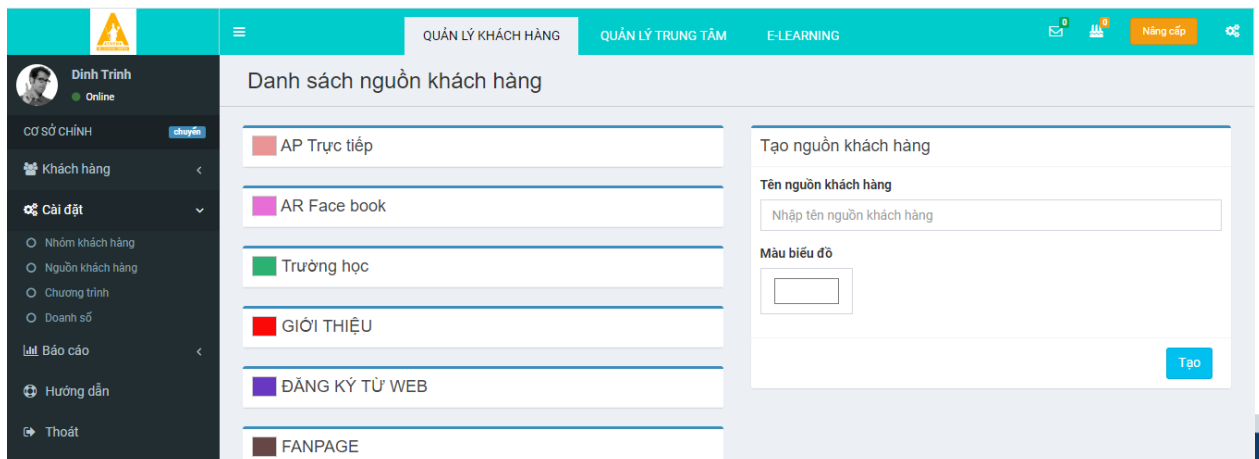 QUẢN LÝ KHÁCH HÀNG
QUẢN LÝ TRUNG TÂM
E-LEARNING
0
0
Nâng cấp
Dinh Trinh
Online
CƠ SỞ CHÍNH
chuyển
Khách hàng
Cài đặt
Nhóm khách hàng
Nguồn khách hàng
Chương trình
Doanh số
Báo cáo
Hướng dẫn
Thoát
Danh sách nguồn khách hàng
AP Trực tiếp
AR Face book
Trường học
GIỚI THIỆU
ĐĂNG KÝ TỪ WEB
FANPAGE
Tạo nguồn khách hàng
Tên nguồn khách hàng
Nhập tên nguồn khách hàng
Màu biểu đồ
Tạo